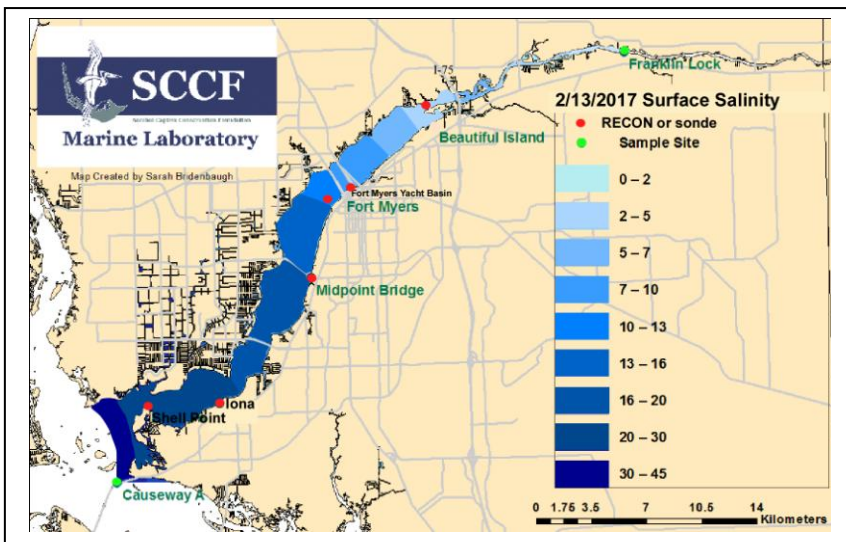 SCCF
Marine Laboratory
Map Created by Sarah Bridenbaugh
I-75
Franklin Lock
Beautiful Island
Fort Myers Yacht Basin
Fort Myers
Midpoint Bridge
Iona
Shell Point
Causeway A
2/13/2017 Surface Salinity
RECON or sonde
Sample Site
0 – 2
2 – 5
5 – 7
7 – 10
10 – 13
13 – 16
16 – 20
20 – 30
30 – 45
0 1.75 3.5 7 10.5 14
Kilometers